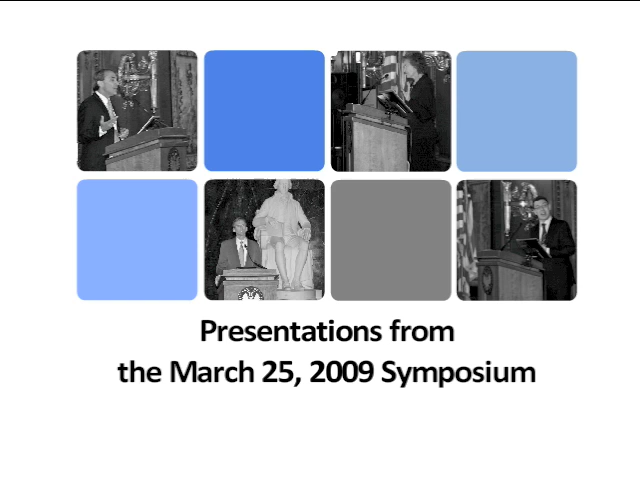 Presentations from
the March 25, 2009 Symposium